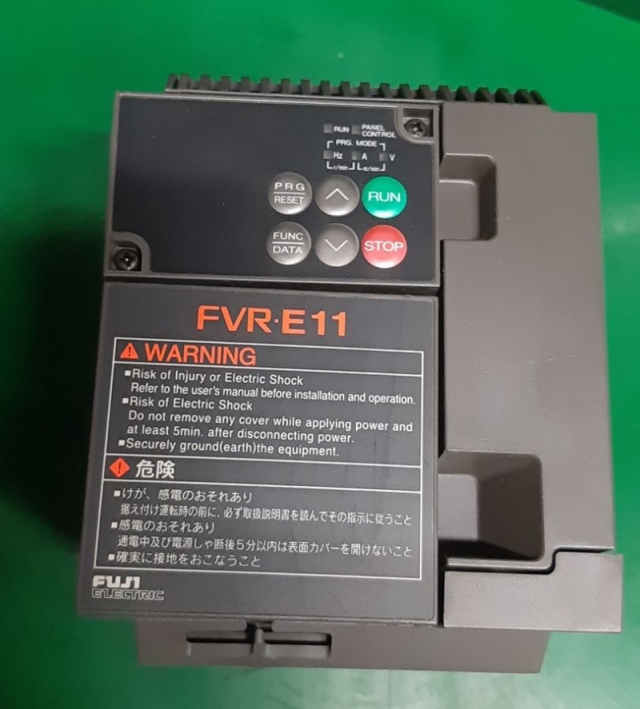 RUN PANEL CONTROL
PRG. MODE
Hz A V
r/min m/min
PRG RESET
RUN
FUNC DATA
STOP
FVR·E11
WARNING
■Risk of Injury or Electric Shock
Refer to the user's manual before installation and operation.
■Risk of Electric Shock
Do not remove any cover while applying power and
at least 5min. after disconnecting power.
■Securely ground(earth)the equipment.
危険
■けが、感電のおそれあり
据え付け運転時の前に、必ず取扱説明書を読んでその指示に従うこと
■感電のおそれあり
通電中及び電源しゃ断後5分以内は表面カバーを開けないこと
■確実に接地をおこなうこと
FUJI
ELECTRIC